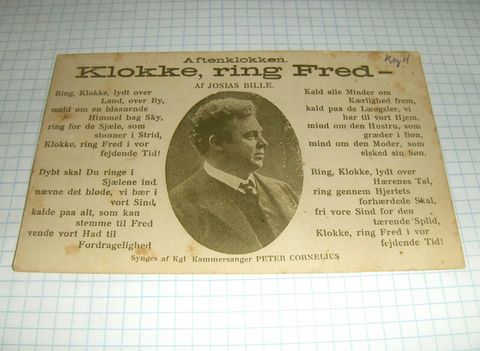 Aftenklokken.
Klokke, ring Fred —
Af JOSIAS BILLE.
Ring, Klokke, lydt over
Land, over By,
meld om en blaanende
Himmel bag Sky,
ring for de Sjæle, som
stønner i Strid,
Klokke, ring Fred i vor
fejdende Tid!
Dybt skal Du ringe i
Sjælene ind
nævne det bløde, vi bær i
vort Sind,
kalde paa alt, som kan
stemme til Fred
vende vort Had til
Fordragelighed
Kald alle Minder om
Kærlighed frem,
kald paa de Længsler, vi
har til vort Hjem,
mind om den Hustru, som
græder i Bøn,
mind om den Moder, som
elsked sin Søn.
Ring, Klokke, lydt over
Hærenes Tal,
ring gennem Hjertets
forhærdede Skal,
fri vore Sind for den
tærende Splid,
Klokke, ring Fred i vor
fejdende Tid!
Synges af Kgl Kammersanger PETER CORNELIUS